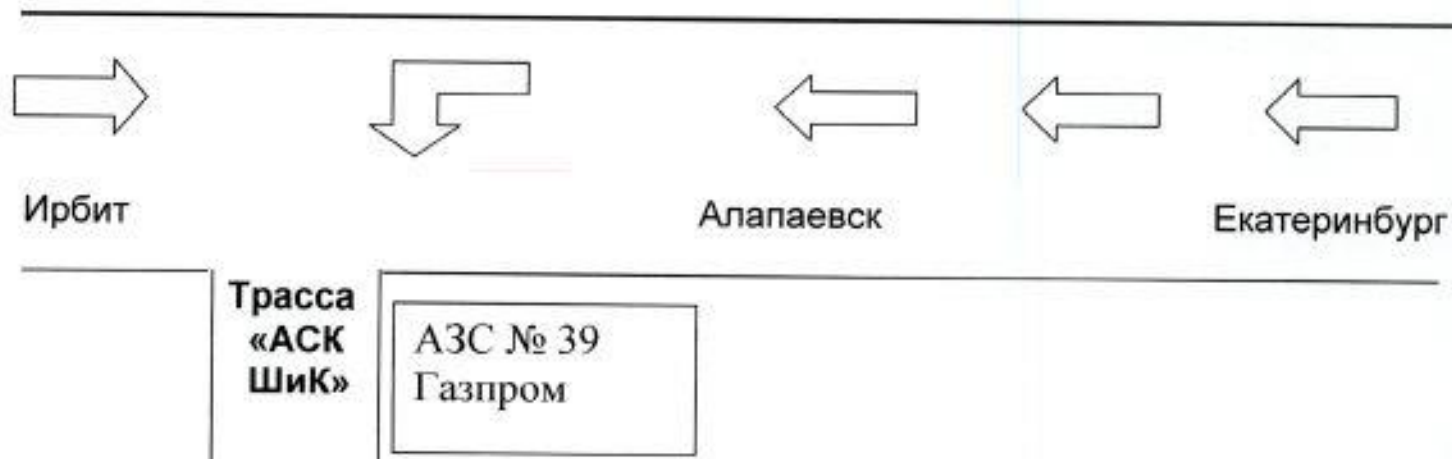 Ирбит
Алапаевск
Екатеринбург
Трасса
«АСК
ШиК»
АЗС № 39
Газпром